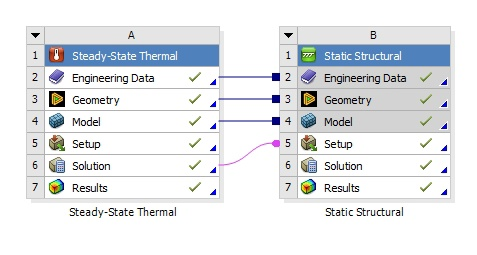 A
1 Steady-State Thermal
2 Engineering Data
3 Geometry
4 Model
5 Setup
6 Solution
7 Results
Steady-State Thermal
B
1 Static Structural
2 Engineering Data
3 Geometry
4 Model
5 Setup
6 Solution
7 Results
Static Structural